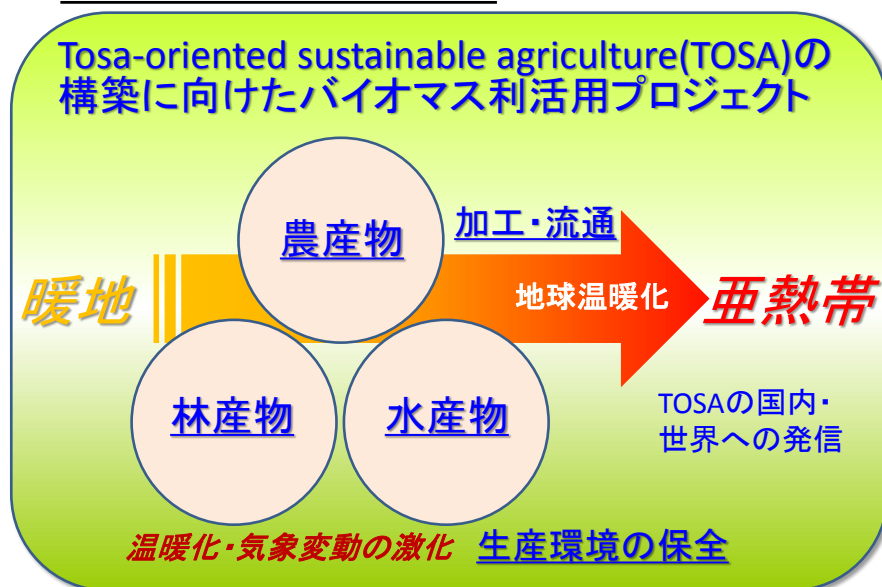 Tosa-oriented sustainable agriculture(TOSA)の
構築に向けたバイオマス利活用プロジェクト
農産物
加工・流通
暖地
地球温暖化
亜熱帯
林産物
水産物
TOSAの国内・
世界への発信
温暖化・気象変動の激化
生産環境の保全